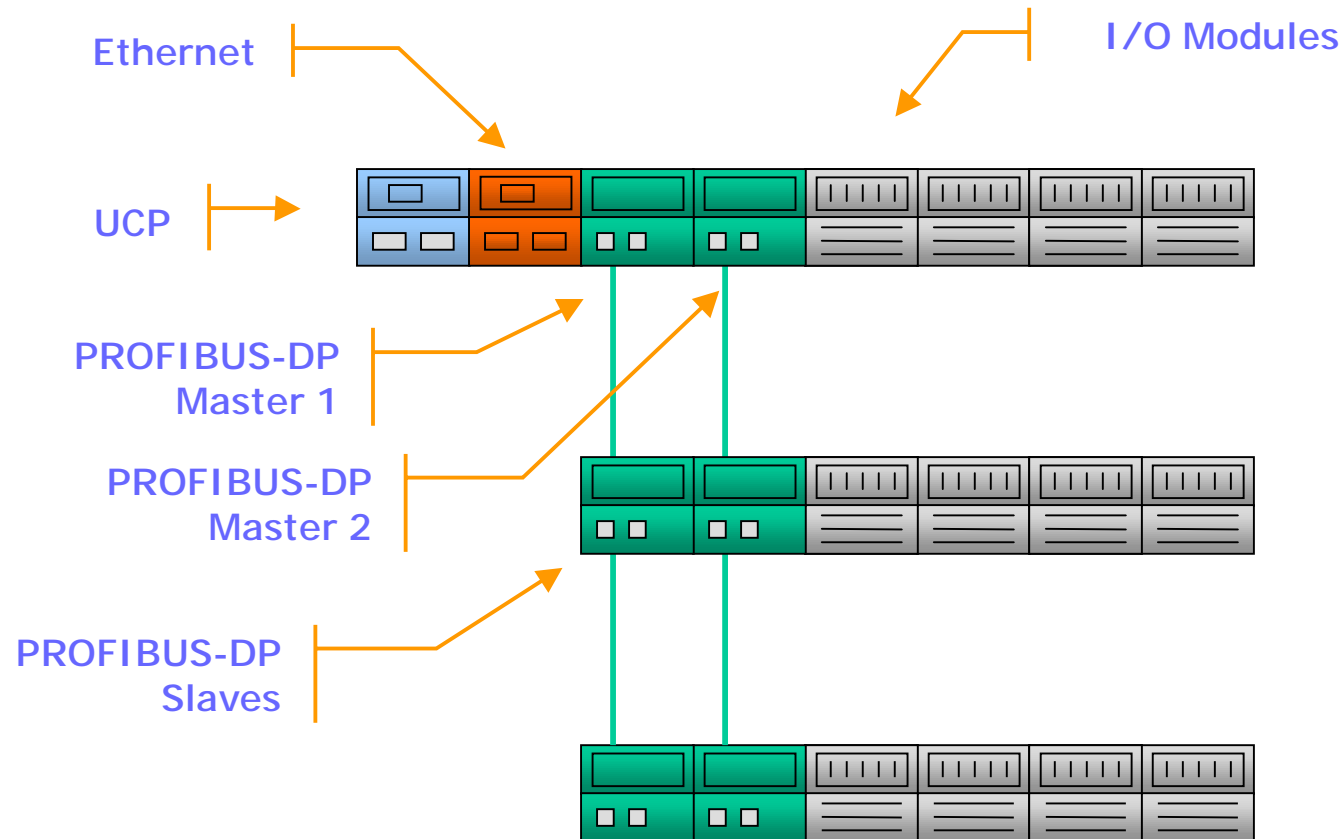 Ethernet
I/O Modules
UCP
PROFIBUS-DP
Master 1
PROFIBUS-DP
Master 2
PROFIBUS-DP
Slaves